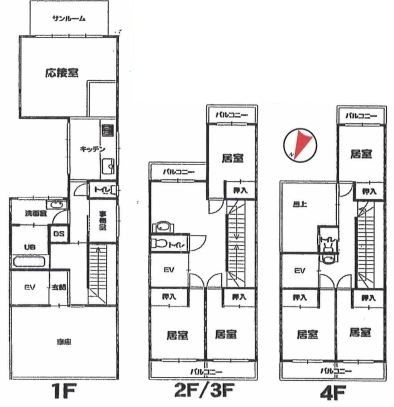 サンルーム
応接室
キッチン
トイレ
洗面室
事務室
DS
UB
EV
玄関
車庫
1F
バルコニー
居室
バルコニー
押入
トイレ
EV
押入
押入
居室
居室
バルコニー
2F/3F
バルコニー
居室
押入
屋上
トイレ
EV
押入
押入
居室
居室
バルコニー
4F
N